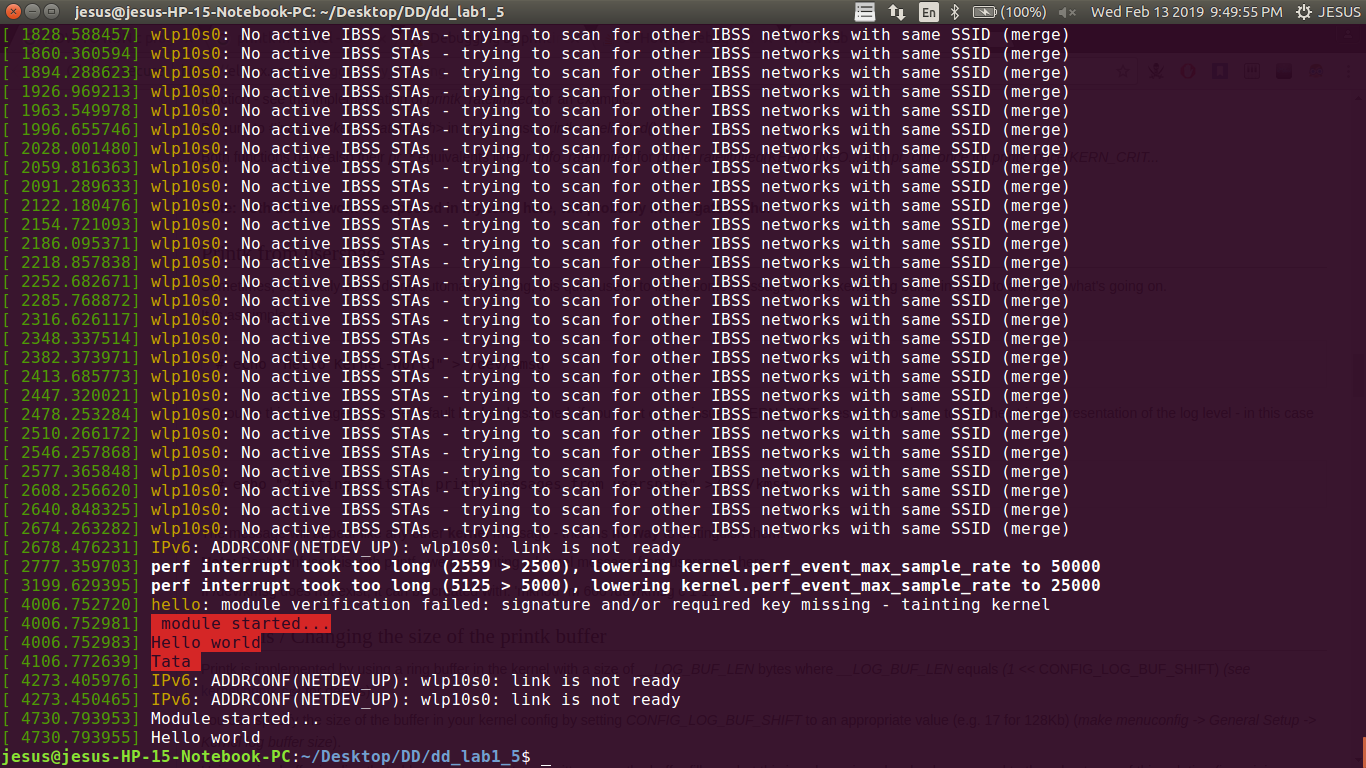 jesus@jesus-HP-15-Notebook-PC: ~/Desktop/DD/dd_lab1_5 En (100%) Wed Feb 13 2019 9:49:55 PM JESUS
[ 1828.588457] wlp10s0: No active IBSS STAs - trying to scan for other IBSS networks with same SSID (merge)
[ 1860.360594] wlp10s0: No active IBSS STAs - trying to scan for other IBSS networks with same SSID (merge)
[ 1894.288623] wlp10s0: No active IBSS STAs - trying to scan for other IBSS networks with same SSID (merge)
[ 1926.969213] wlp10s0: No active IBSS STAs - trying to scan for other IBSS networks with same SSID (merge)
[ 1963.549978] wlp10s0: No active IBSS STAs - trying to scan for other IBSS networks with same SSID (merge)
[ 1996.655746] wlp10s0: No active IBSS STAs - trying to scan for other IBSS networks with same SSID (merge)
[ 2028.001480] wlp10s0: No active IBSS STAs - trying to scan for other IBSS networks with same SSID (merge)
[ 2059.816363] wlp10s0: No active IBSS STAs - trying to scan for other IBSS networks with same SSID (merge)
[ 2091.289633] wlp10s0: No active IBSS STAs - trying to scan for other IBSS networks with same SSID (merge)
[ 2122.180476] wlp10s0: No active IBSS STAs - trying to scan for other IBSS networks with same SSID (merge)
[ 2154.721093] wlp10s0: No active IBSS STAs - trying to scan for other IBSS networks with same SSID (merge)
[ 2186.095371] wlp10s0: No active IBSS STAs - trying to scan for other IBSS networks with same SSID (merge)
[ 2218.857838] wlp10s0: No active IBSS STAs - trying to scan for other IBSS networks with same SSID (merge)
[ 2252.682671] wlp10s0: No active IBSS STAs - trying to scan for other IBSS networks with same SSID (merge)
[ 2285.768872] wlp10s0: No active IBSS STAs - trying to scan for other IBSS networks with same SSID (merge)
[ 2316.626117] wlp10s0: No active IBSS STAs - trying to scan for other IBSS networks with same SSID (merge)
[ 2348.337514] wlp10s0: No active IBSS STAs - trying to scan for other IBSS networks with same SSID (merge)
[ 2382.373971] wlp10s0: No active IBSS STAs - trying to scan for other IBSS networks with same SSID (merge)
[ 2413.685773] wlp10s0: No active IBSS STAs - trying to scan for other IBSS networks with same SSID (merge)
[ 2447.320021] wlp10s0: No active IBSS STAs - trying to scan for other IBSS networks with same SSID (merge)
[ 2478.253284] wlp10s0: No active IBSS STAs - trying to scan for other IBSS networks with same SSID (merge)
[ 2510.266172] wlp10s0: No active IBSS STAs - trying to scan for other IBSS networks with same SSID (merge)
[ 2546.257868] wlp10s0: No active IBSS STAs - trying to scan for other IBSS networks with same SSID (merge)
[ 2577.365848] wlp10s0: No active IBSS STAs - trying to scan for other IBSS networks with same SSID (merge)
[ 2608.256620] wlp10s0: No active IBSS STAs - trying to scan for other IBSS networks with same SSID (merge)
[ 2640.848325] wlp10s0: No active IBSS STAs - trying to scan for other IBSS networks with same SSID (merge)
[ 2674.263282] wlp10s0: No active IBSS STAs - trying to scan for other IBSS networks with same SSID (merge)
[ 2678.476231] IPv6: ADDRCONF(NETDEV_UP): wlp10s0: link is not ready
[ 2777.359703] perf interrupt took too long (2559 > 2500), lowering kernel.perf_event_max_sample_rate to 50000
[ 3199.629395] perf interrupt took too long (5125 > 5000), lowering kernel.perf_event_max_sample_rate to 25000
[ 4006.752720] hello: module verification failed: signature and/or required key missing - tainting kernel
[ 4006.752981]  module started...
[ 4006.752983] Hello world
[ 4106.772639] Tata
[ 4273.405976] IPv6: ADDRCONF(NETDEV_UP): wlp10s0: link is not ready
[ 4273.450465] IPv6: ADDRCONF(NETDEV_UP): wlp10s0: link is not ready
[ 4730.793953] Module started...
[ 4730.793955] Hello world
jesus@jesus-HP-15-Notebook-PC:~/Desktop/DD/dd_lab1_5$ _